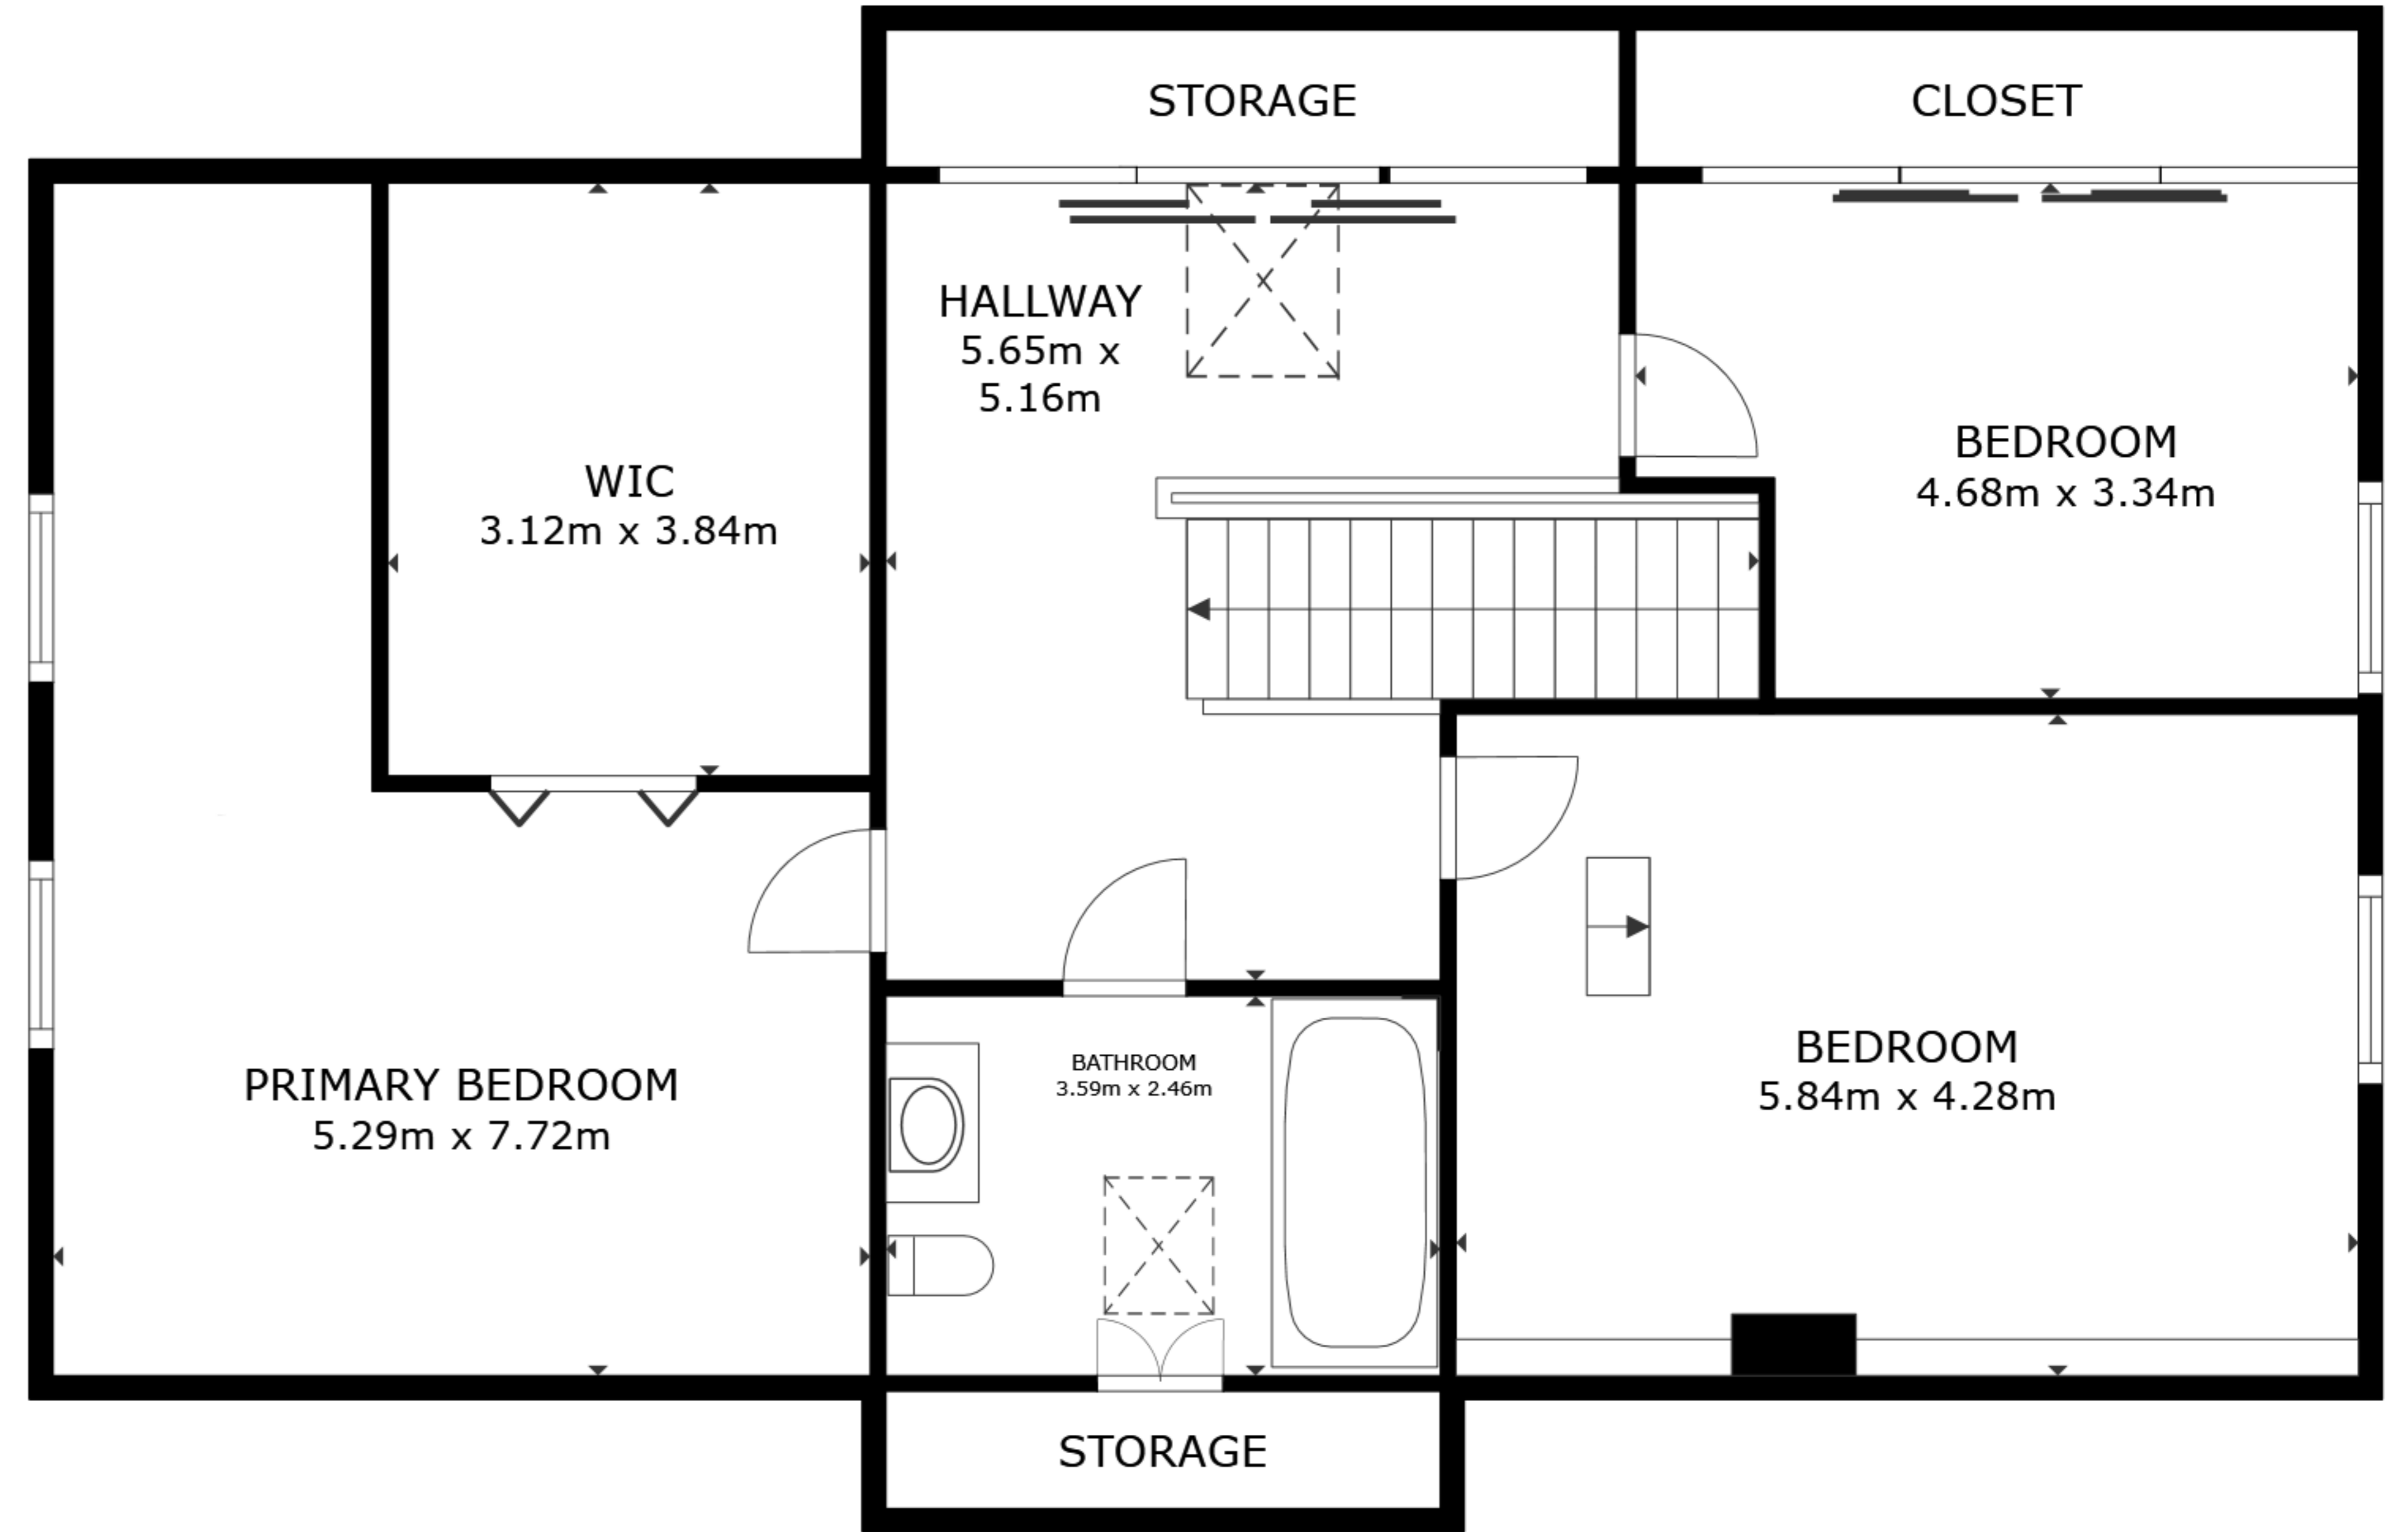 STORAGE
CLOSET
HALLWAY
5.65m x
5.16m
BEDROOM
4.68m x 3.34m
WIC
3.12m x 3.84m
PRIMARY BEDROOM
5.29m x 7.72m
BATHROOM
3.59m x 2.46m
BEDROOM
5.84m x 4.28m
STORAGE